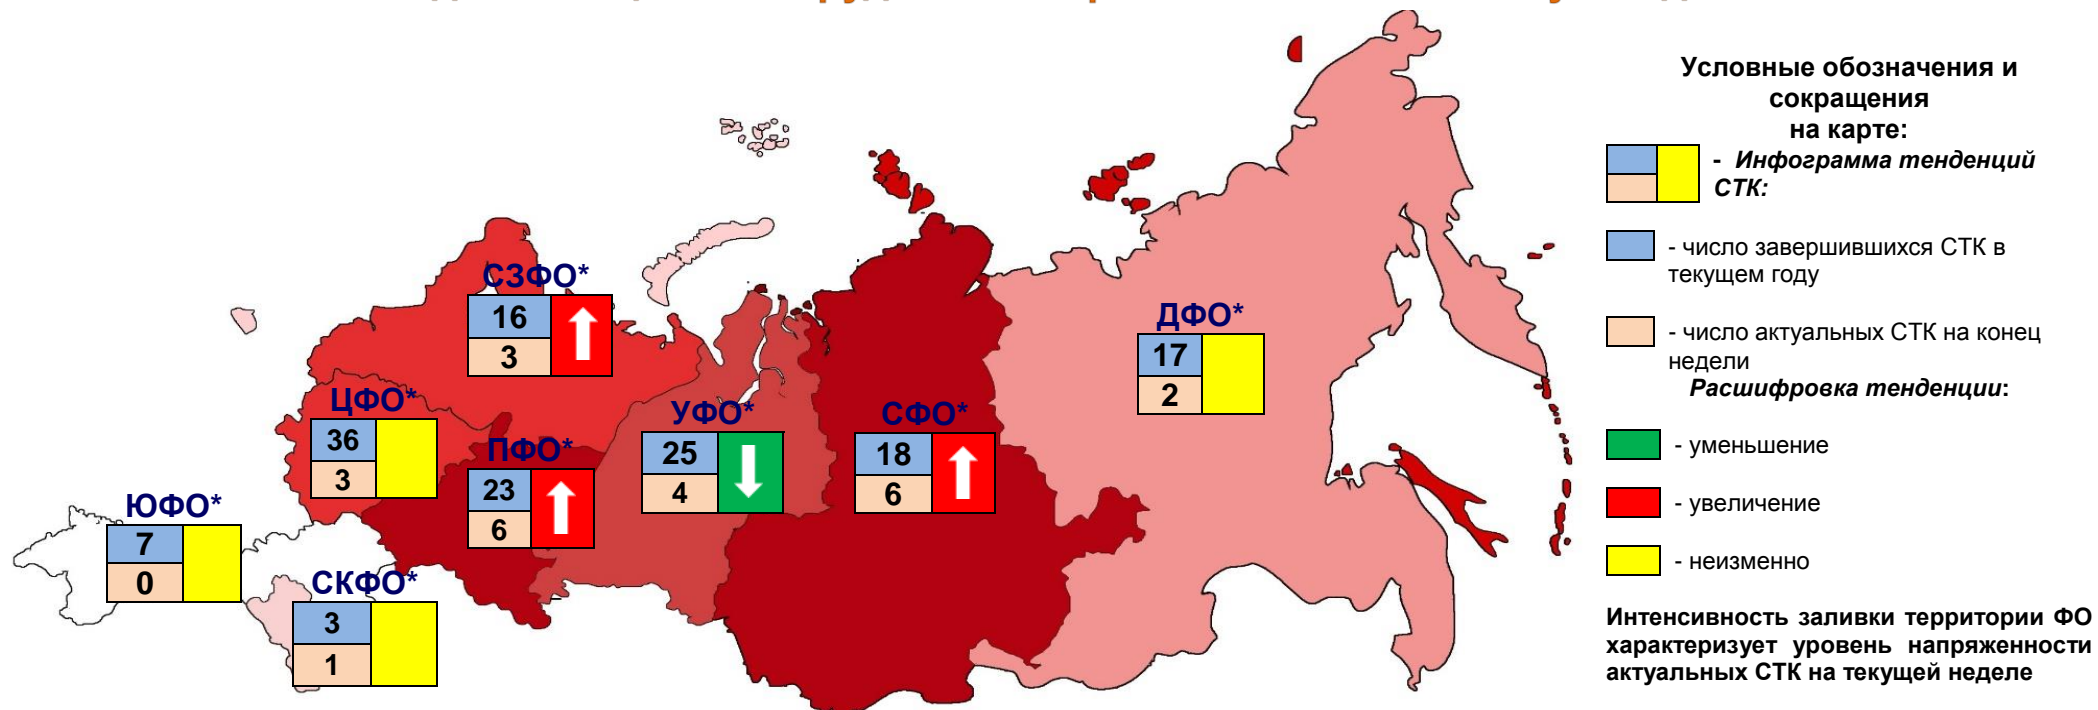 Условные обозначения и
сокращения
на карте:
- Инфограмма тенденций
СТК:
- число завершившихся СТК в
текущем году
- число актуальных СТК на конец
недели
Расшифровка тенденции:
- уменьшение
- увеличение
- неизменно
Интенсивность заливки территории ФО
характеризует уровень напряженности
актуальных СТК на текущей неделе
СЗФО*
16
3
ДФО*
17
2
ЦФО*
36
3
ПФО*
23
6
УФО*
25
4
СФО*
18
6
ЮФО*
7
0
СКФО*
3
1